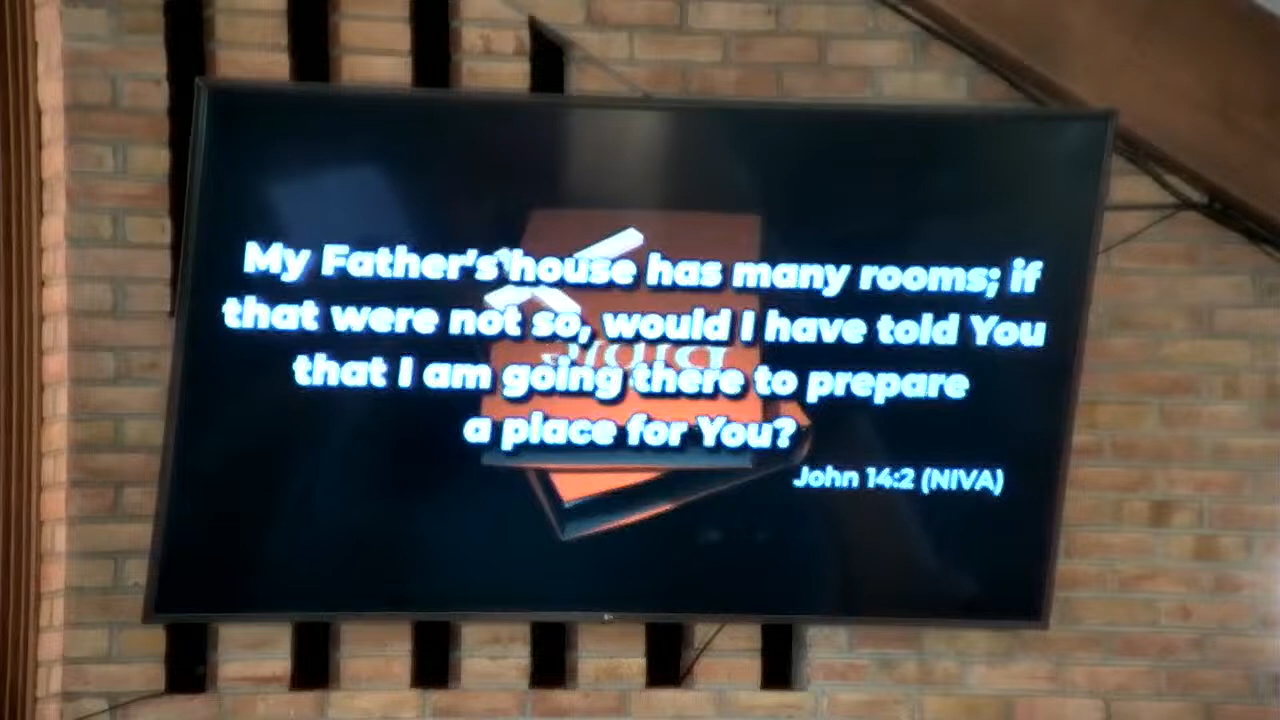 My Father's house has many rooms; if
that were not so, would I have told You
that I am going there to prepare
a place for You?
John 14:2 (NIVA)